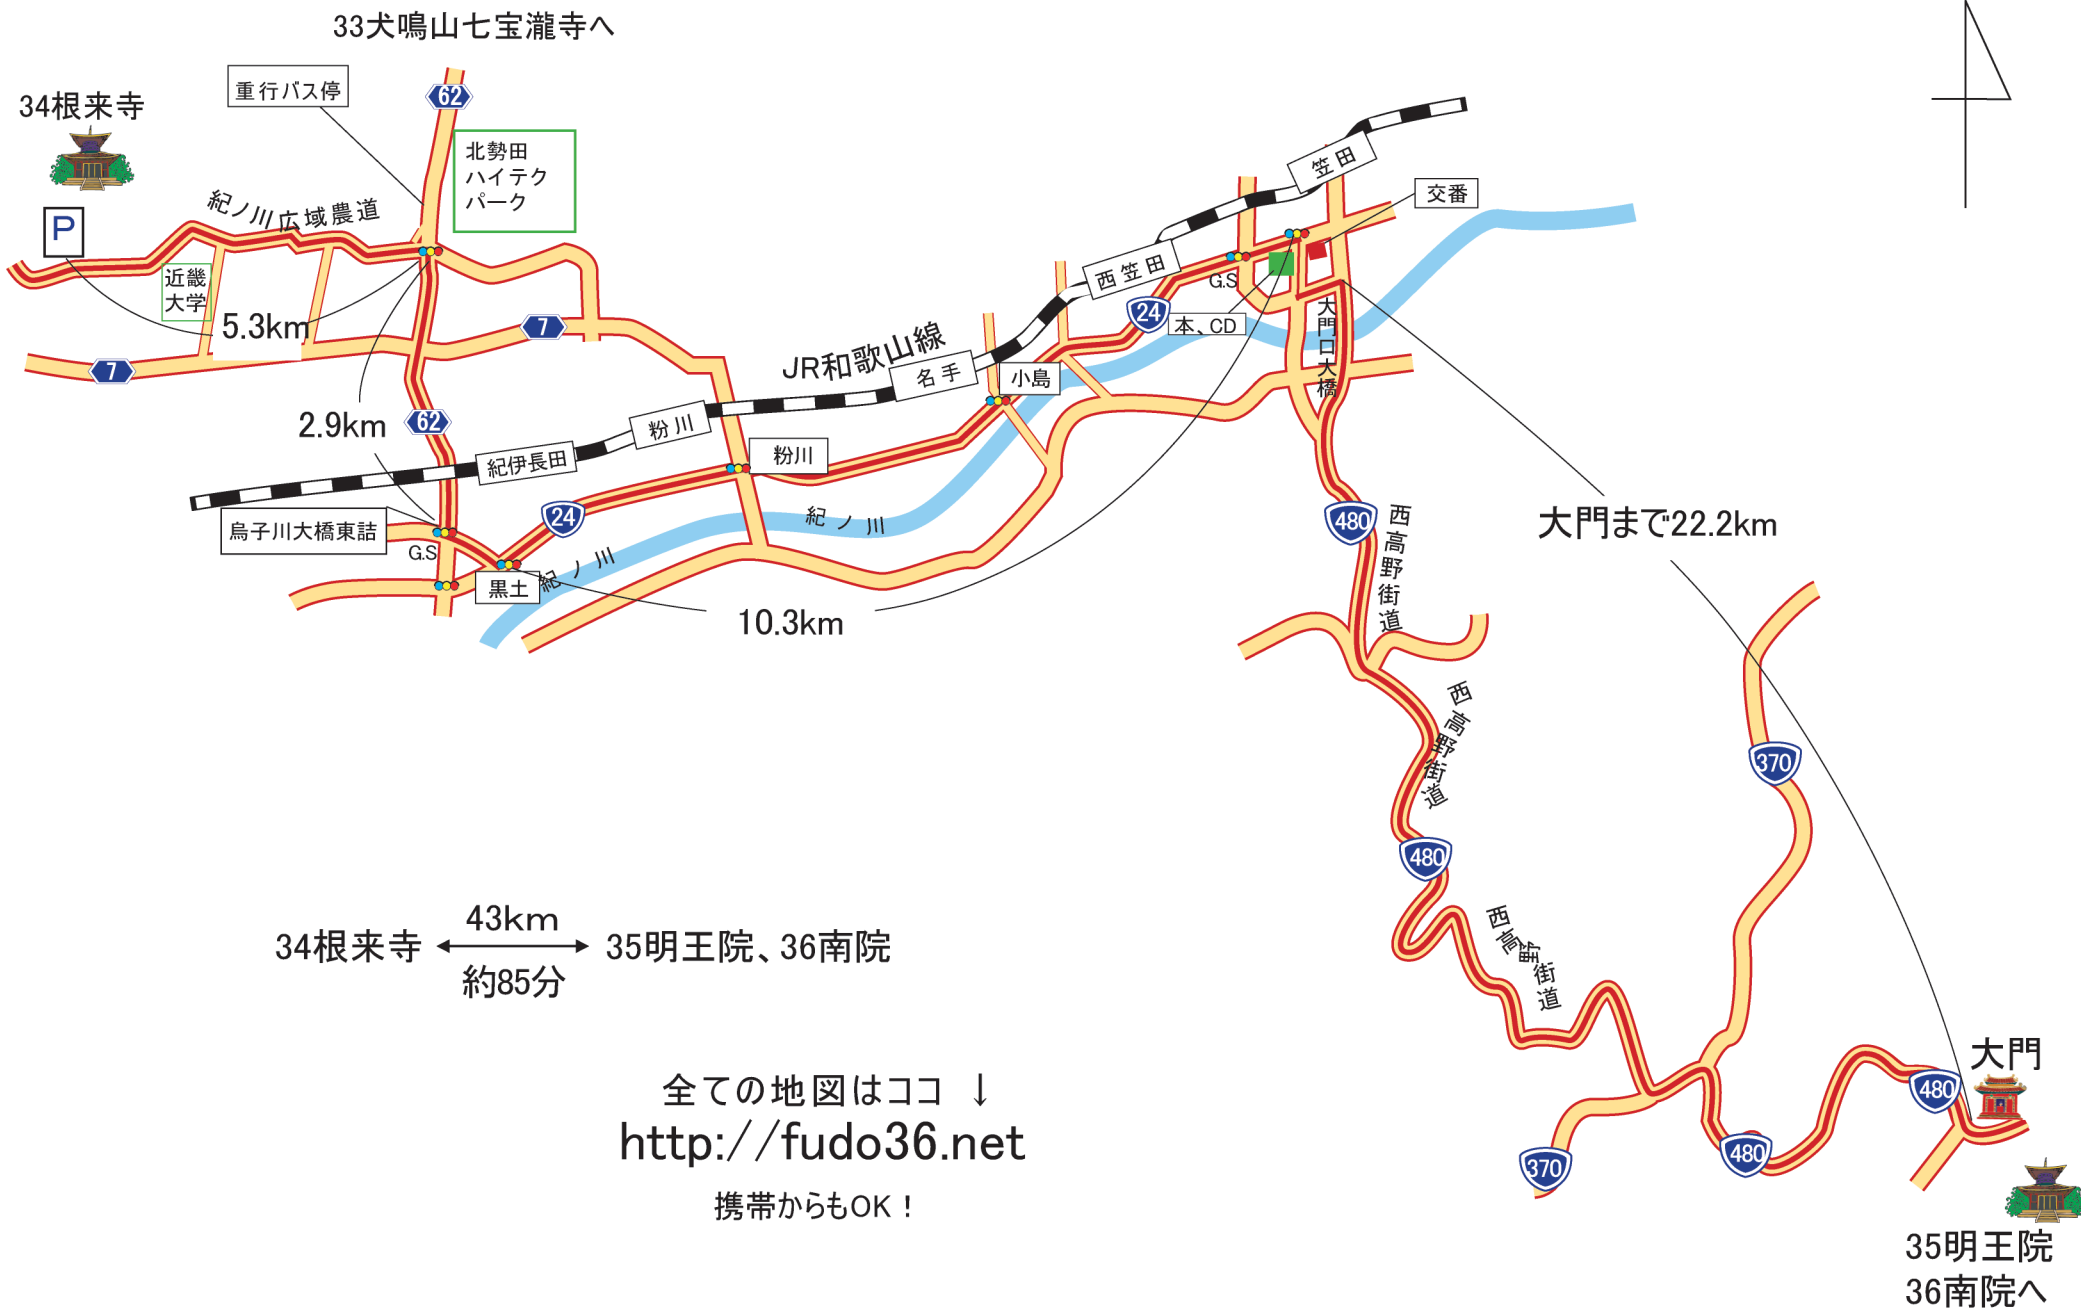 33犬鳴山七宝瀧寺へ
重行バス停
62
34根来寺
北勢田
ハイテク
パーク
笠田
交番
紀ノ川広域農道
P
西笠田
近畿
大学
G.S
24
本、CD
大門口大橋
5.3km
7
7
JR和歌山線
名手
小島
2.9km
62
粉川
粉川
紀伊長田
烏子川大橋東詰
24
紀ノ川
G.S
黒土
紀ノ川
10.3km
480
西高野街道
大門まで22.2km
西高野街道
370
480
西高野街道
43km
34根来寺
35明王院、36南院
約85分
大門
480
全ての地図はココ ↓
http://fudo36.net
携帯からもOK！
370
480
35明王院
36南院へ